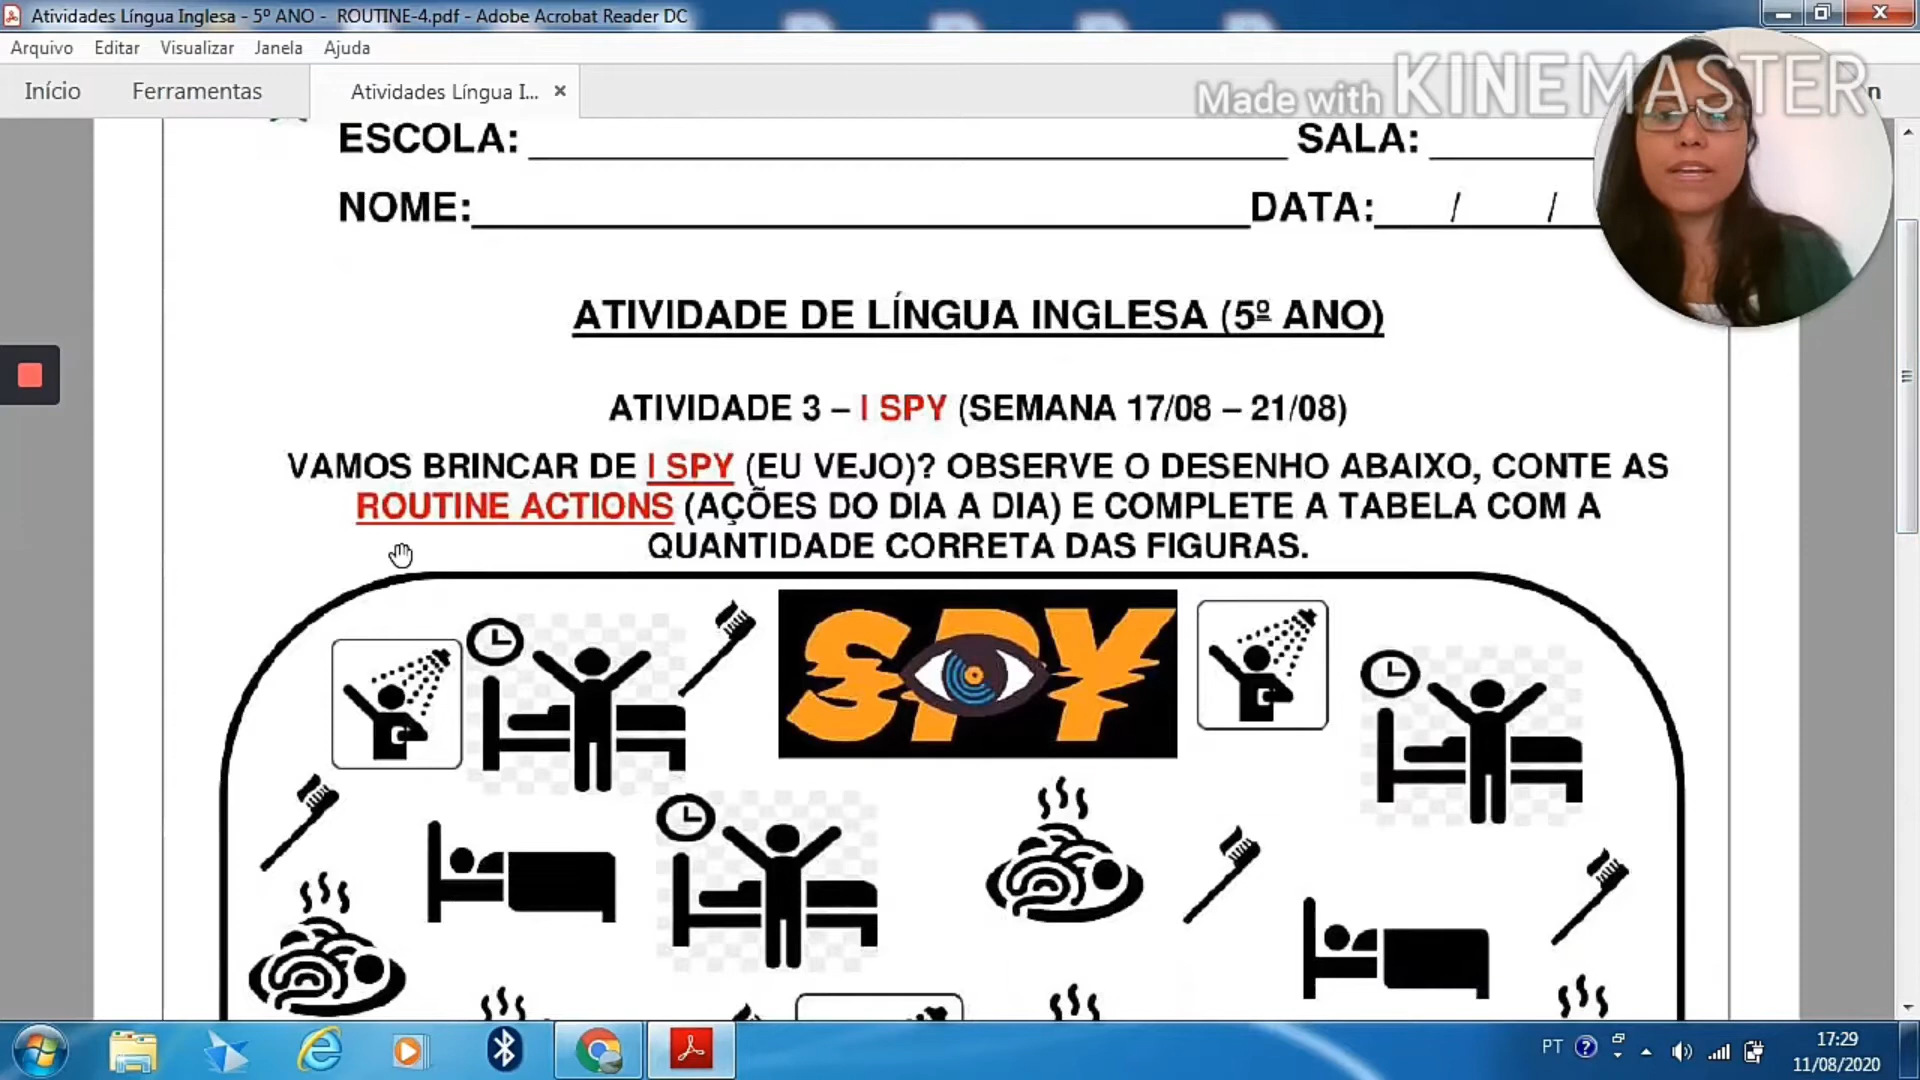 Atividades Língua Inglesa - 5º ANO - ROUTINE-4.pdf - Adobe Acrobat Reader DC
Arquivo Editar Visualizar Janela Ajuda
Início Ferramentas Atividades Língua I... ×
Made with KINEMASTER
ESCOLA: SALA:
NOME: DATA: / /
ATIVIDADE DE LÍNGUA INGLESA (5º ANO)
ATIVIDADE 3 – I SPY (SEMANA 17/08 – 21/08)
VAMOS BRINCAR DE I SPY (EU VEJO)? OBSERVE O DESENHO ABAIXO, CONTE AS
ROUTINE ACTIONS (AÇÕES DO DIA A DIA) E COMPLETE A TABELA COM A
QUANTIDADE CORRETA DAS FIGURAS.
SPY
PT
17:29
11/08/2020